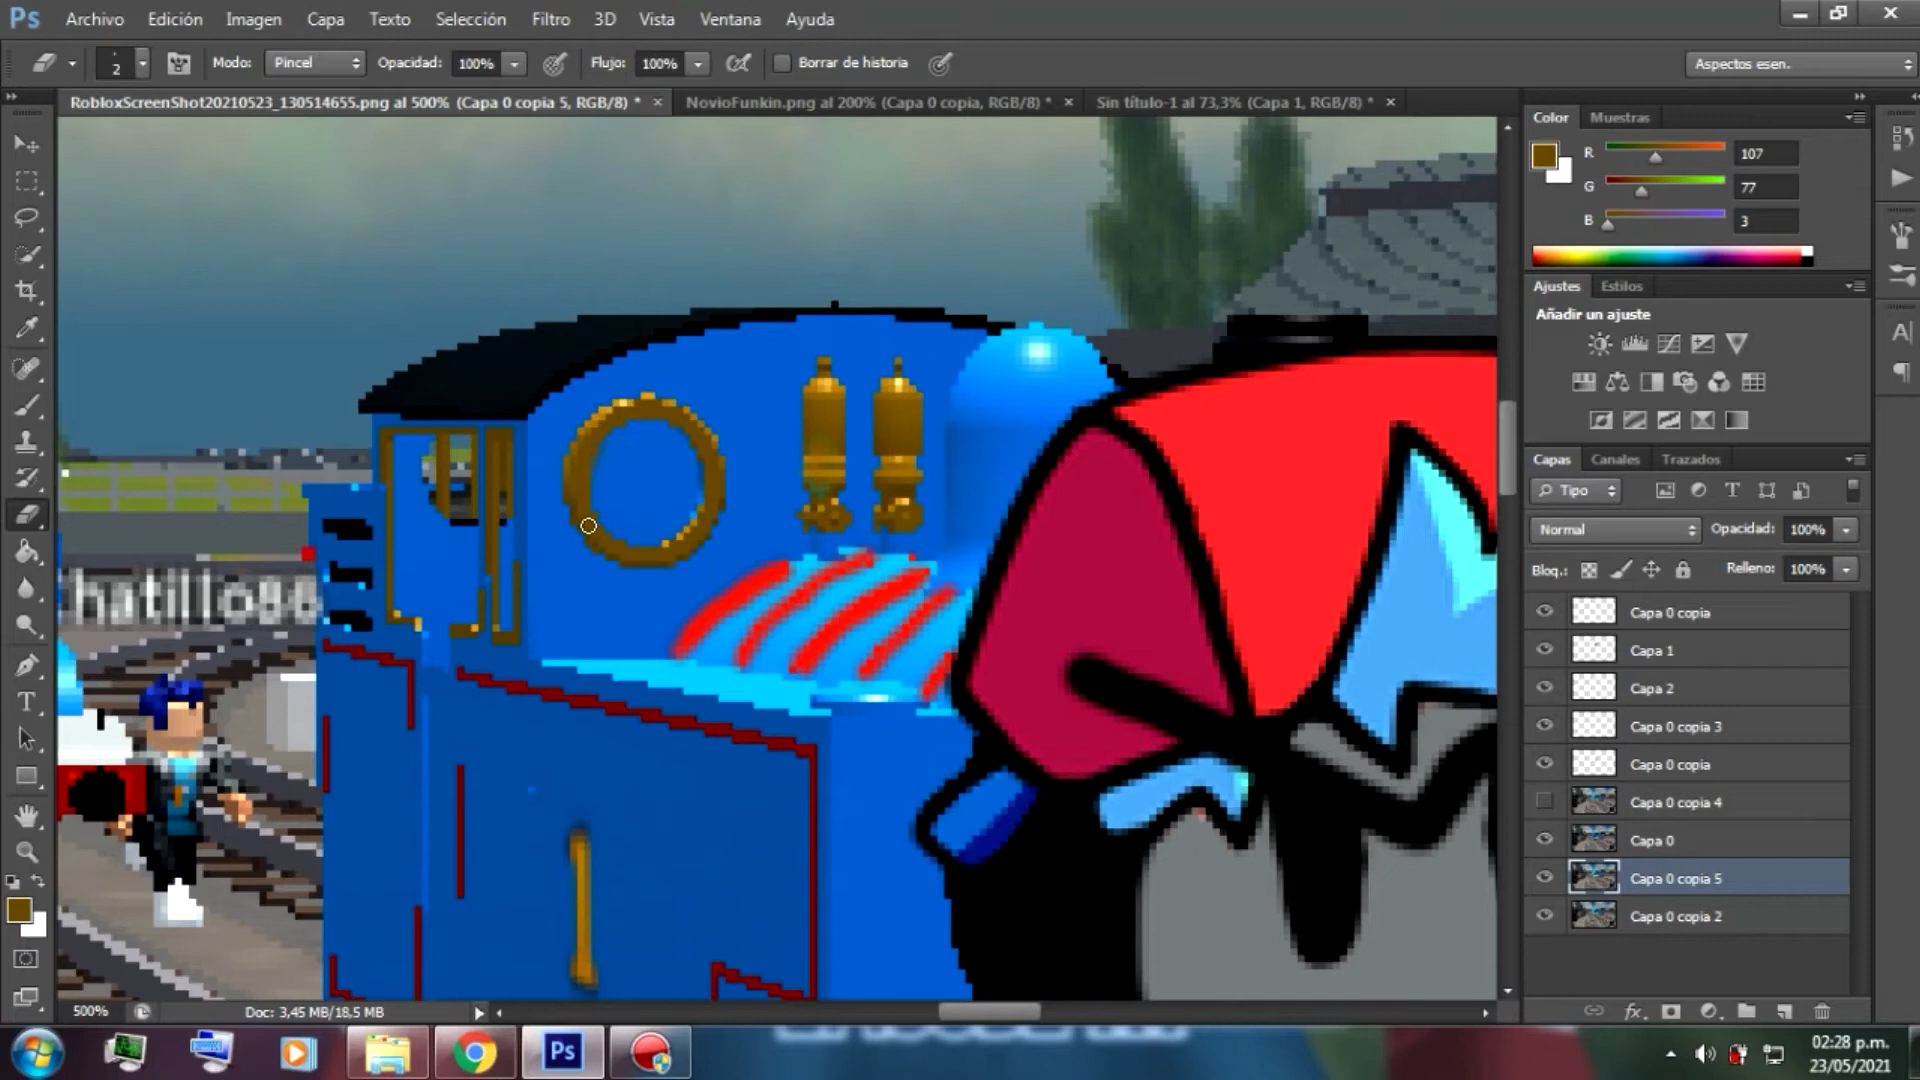 Ps Archivo Edición Imagen Capa Texto Selección Filtro 3D Vista Ventana Ayuda
2 Modo: Pincel Opacidad: 100% Flujo: 100% Borrar de historia Aspectos esen.
RobloxScreenShot20210523_130514655.png al 500% (Capa 0 copia 5, RGB/8) * NovioFunkin.png al 200% (Capa 0 copia, RGB/8) * Sin título-1 al 73,3% (Capa 1, RGB/8) *
Color Muestras
R 107
G 77
B 3
Ajustes Estilos
Añadir un ajuste
Capas Canales Trazados
Tipo
Normal Opacidad: 100%
Bloq.: Relleno: 100%
Capa 0 copia
Capa 1
Capa 2
Capa 0 copia 3
Capa 0 copia
Capa 0 copia 4
Capa 0
Capa 0 copia 5
Capa 0 copia 2
500% Doc: 3,45 MB/18,5 MB
Ps
02:28 p.m.
23/05/2021